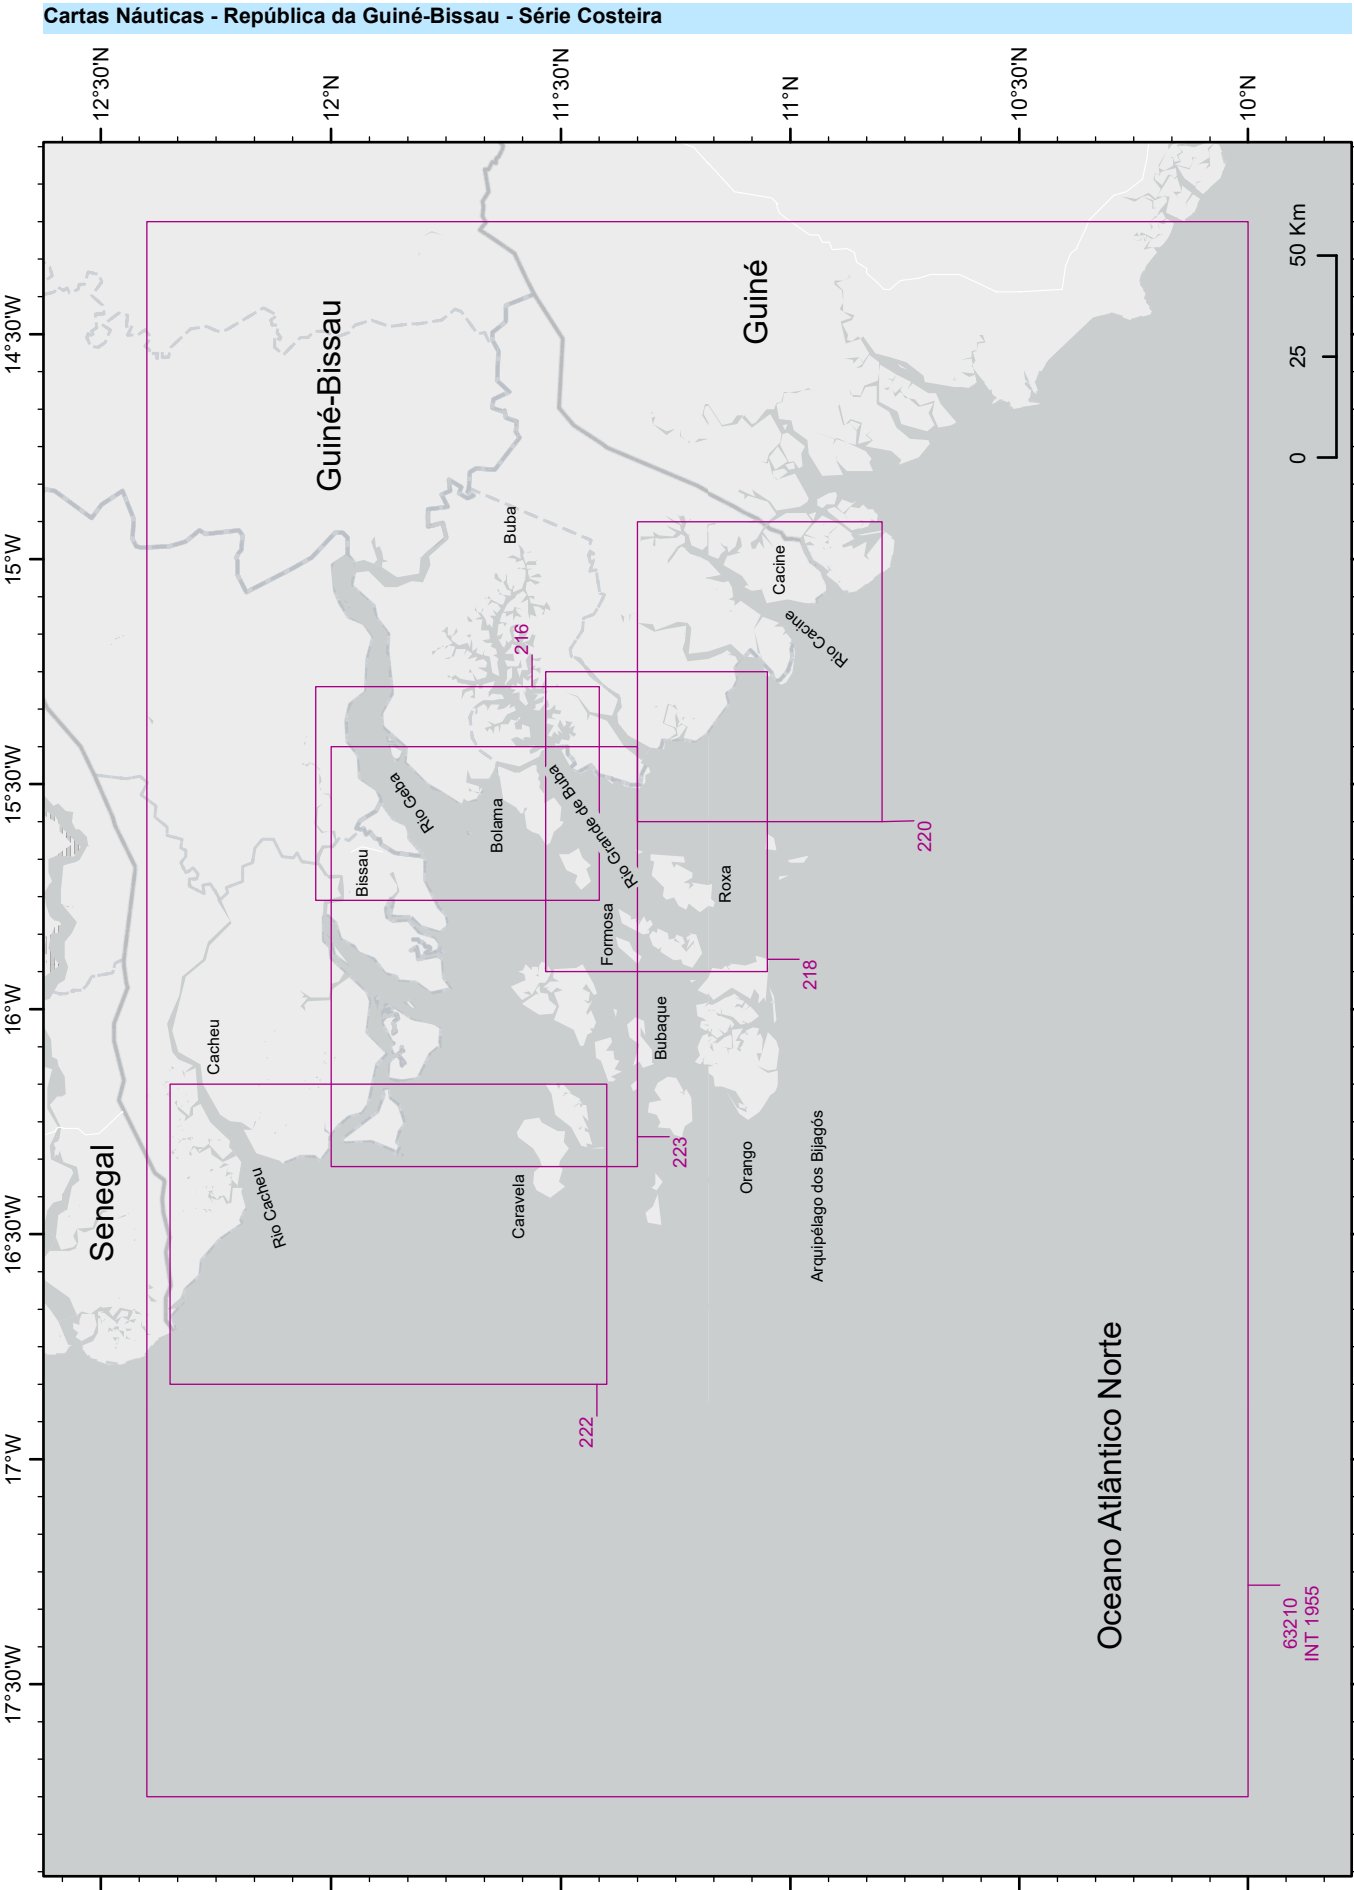 Cartas Náuticas - República da Guiné-Bissau - Série Costeira
12°30'N
12°N
11°30'N
11°N
10°30'N
10°N
17°30'W
17°W
16°30'W
16°W
15°30'W
15°W
14°30'W
Senegal
Guiné-Bissau
Guiné
Cacheu
Rio Cacheu
Bissau
Rio Geba
Bolama
Buba
216
Rio Grande de Buba
Caravela
Formosa
222
Bubaque
223
Roxa
Orango
218
Cacine
Rio Cacine
Arquipélago dos Bijagós
220
Oceano Atlântico Norte
0 25 50 Km
63210
INT 1955